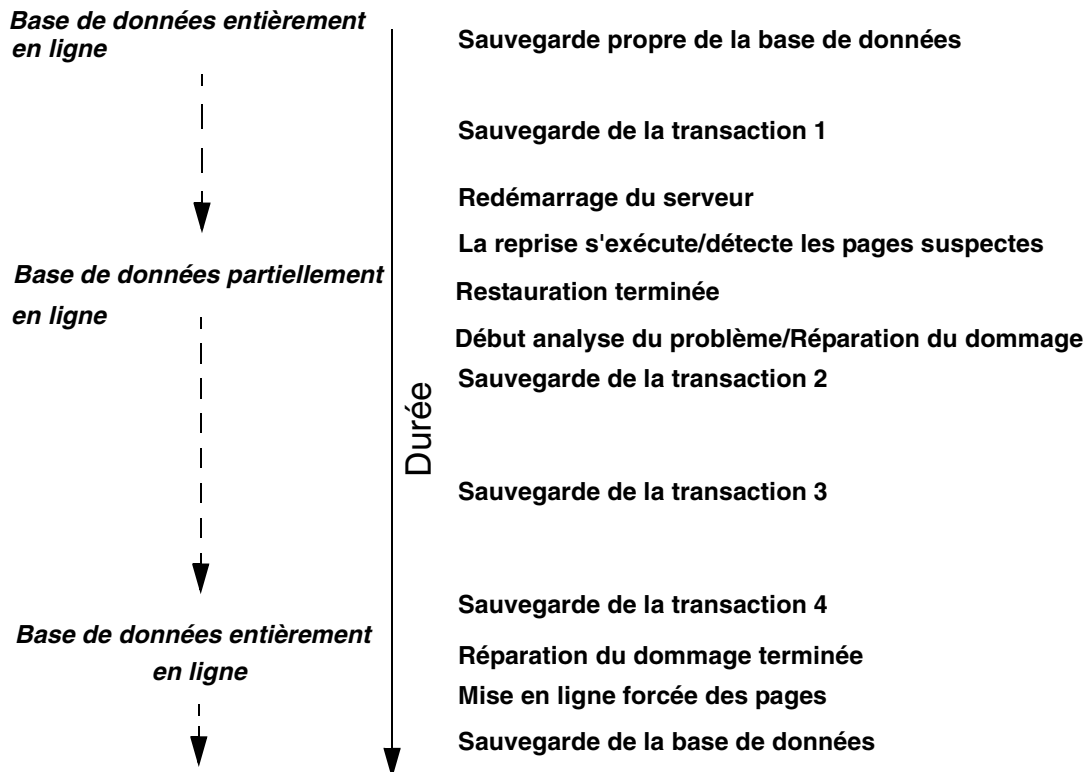 Base de données entièrement
en ligne
Sauvegarde propre de la base de données
Sauvegarde de la transaction 1
Redémarrage du serveur
La reprise s'exécute/détecte les pages suspectes
Base de données partiellement
en ligne
Restauration terminée
Début analyse du problème/Réparation du dommage
Sauvegarde de la transaction 2
Durée
Sauvegarde de la transaction 3
Sauvegarde de la transaction 4
Base de données entièrement
en ligne
Réparation du dommage terminée
Mise en ligne forcée des pages
Sauvegarde de la base de données